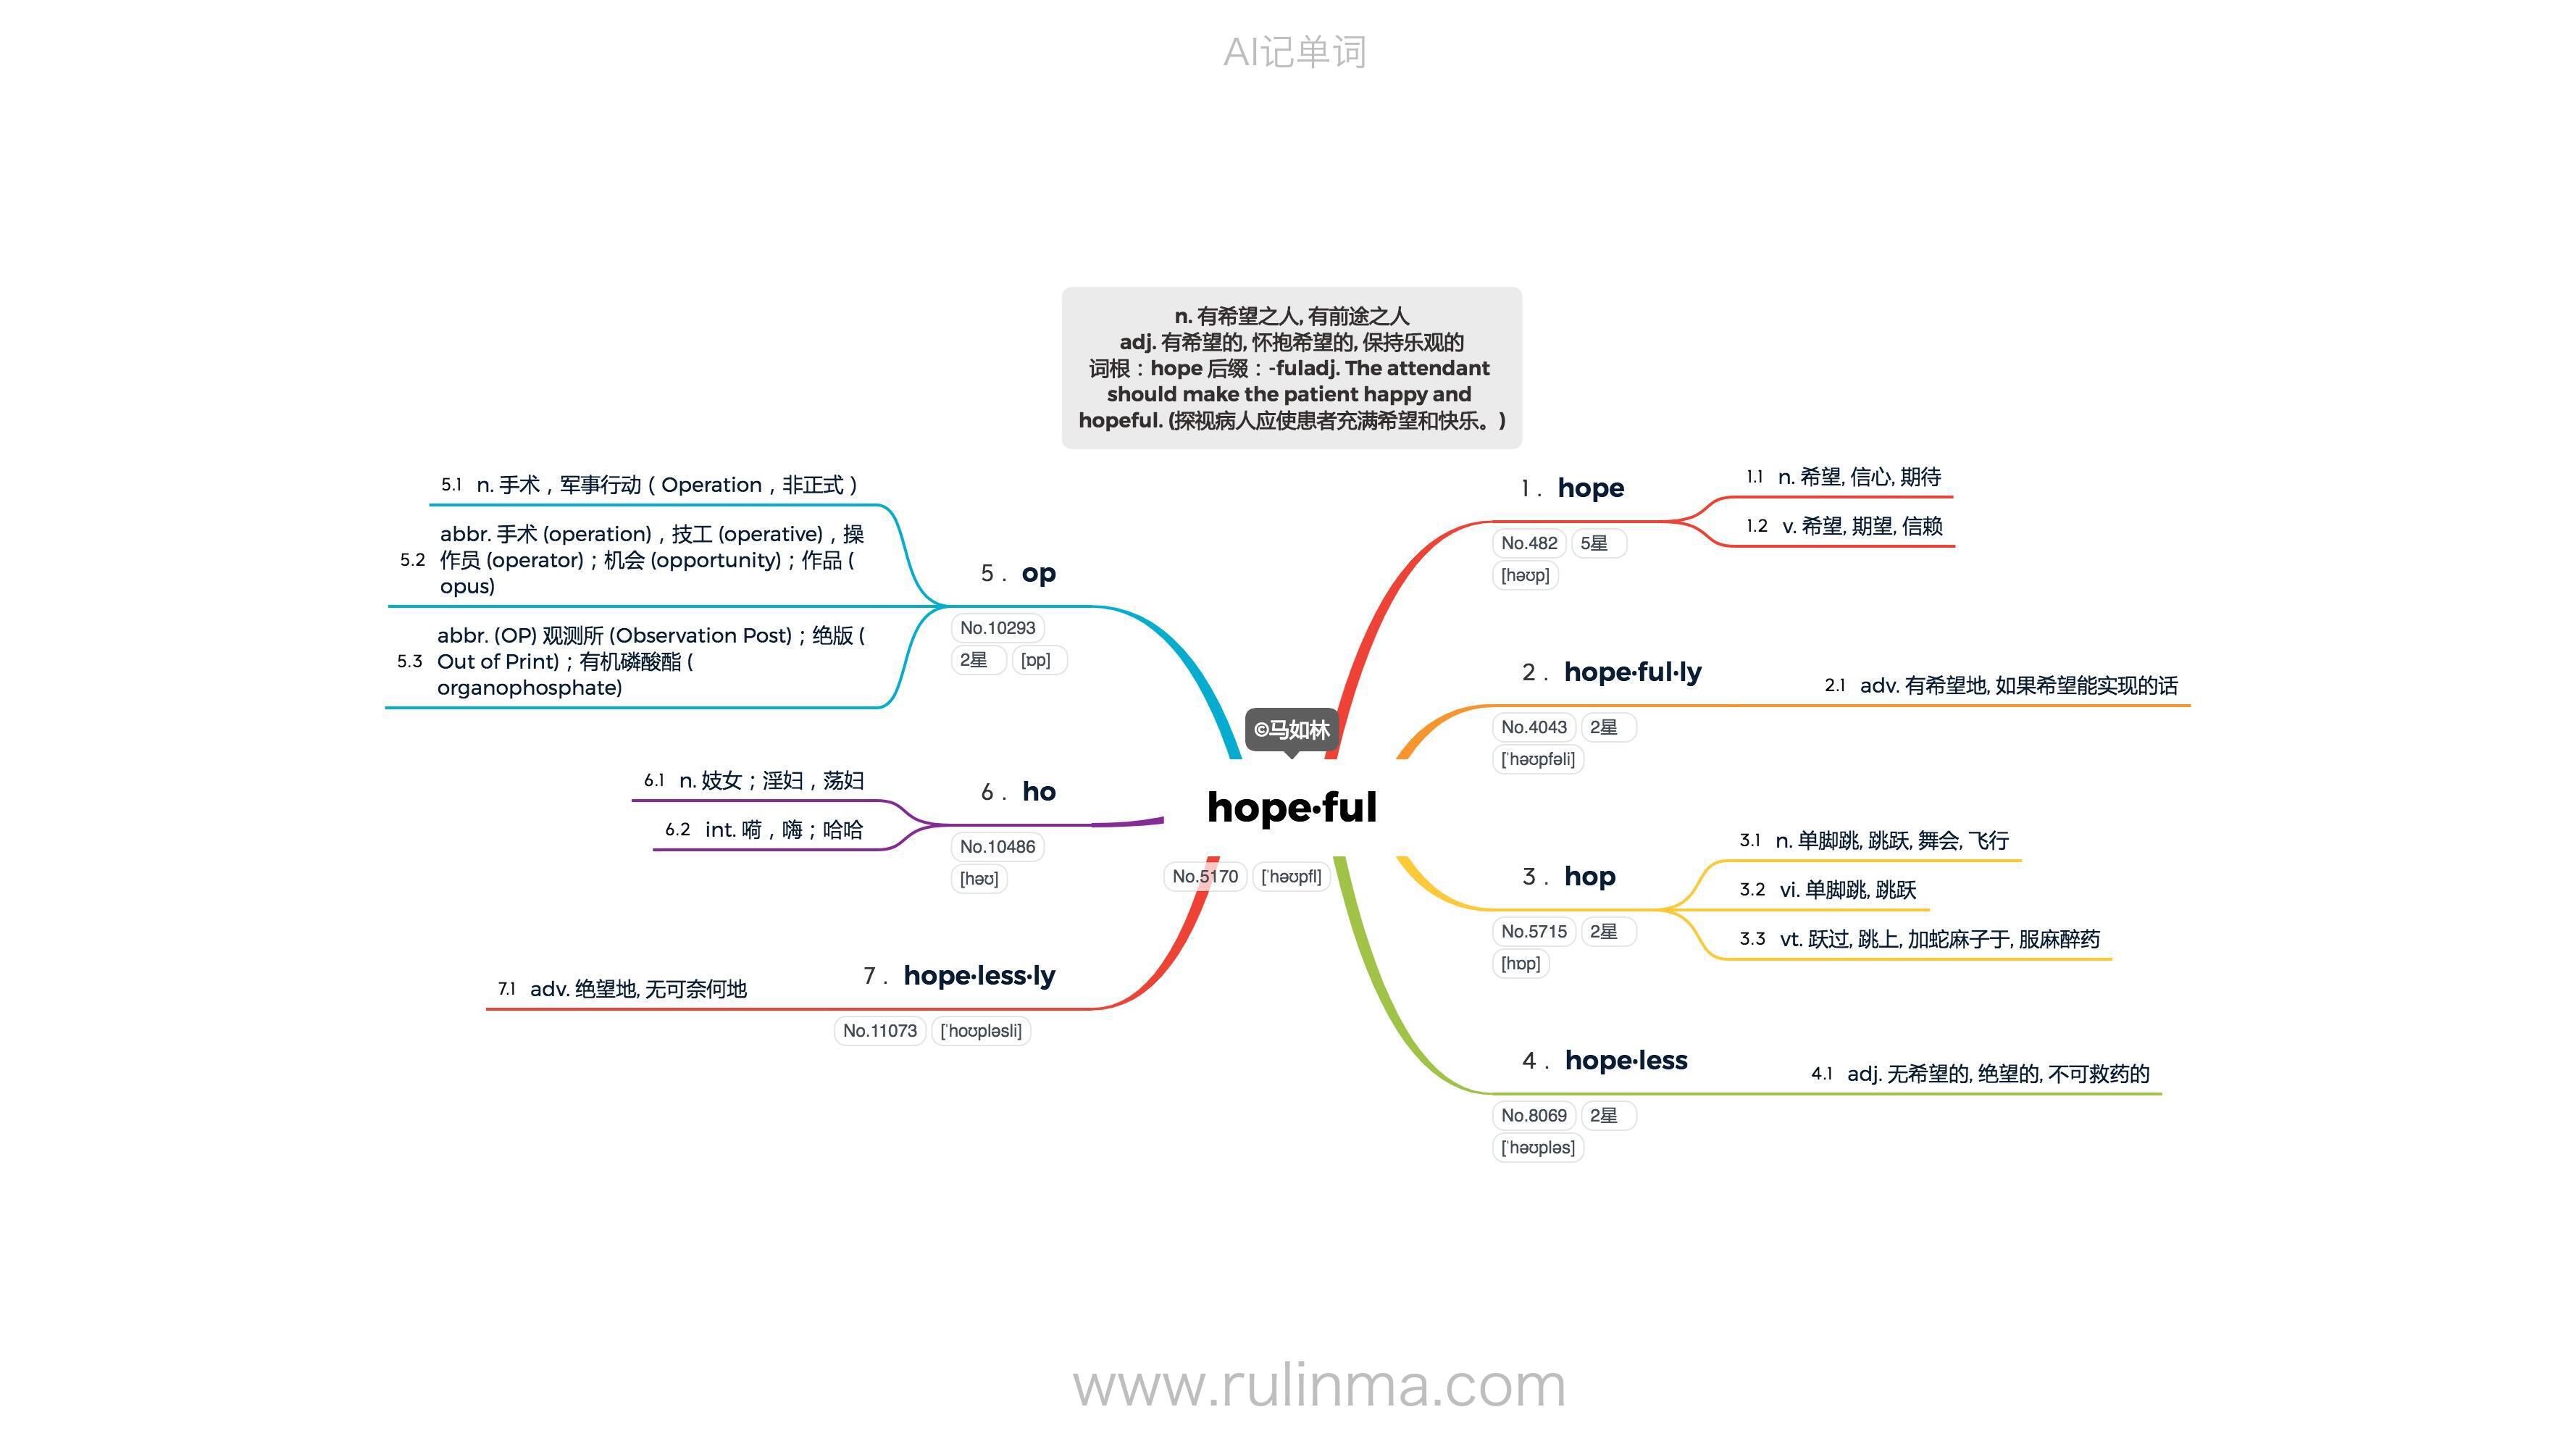 AI记单词
n. 有希望之人, 有前途之人
adj. 有希望的, 怀抱希望的, 保持乐观的
词根：hope 后缀：-fuladj. The attendant
should make the patient happy and
hopeful. (探视病人应使患者充满希望和快乐。)
©马如林
hope·ful
No.5170 [ˈhəʊpfl]
1. hope
No.482 5星
[həʊp]
1.1 n. 希望, 信心, 期待
1.2 v. 希望, 期望, 信赖
2. hope·ful·ly
No.4043 2星
[ˈhəʊpfəli]
2.1 adv. 有希望地, 如果希望能实现的话
3. hop
No.5715 2星
[hɒp]
3.1 n. 单脚跳, 跳跃, 舞会, 飞行
3.2 vi. 单脚跳, 跳跃
3.3 vt. 跃过, 跳上, 加蛇麻子于, 服麻醉药
4. hope·less
No.8069 2星
[ˈhəʊpləs]
4.1 adj. 无希望的, 绝望的, 不可救药的
5. op
No.10293
2星 [ɒp]
5.1 n. 手术，军事行动（Operation，非正式）
5.2 abbr. 手术 (operation)，技工 (operative)，操
作员 (operator)；机会 (opportunity)；作品 (
opus)
5.3 abbr. (OP) 观测所 (Observation Post)；绝版 (
Out of Print)；有机磷酸酯 (
organophosphate)
6. ho
No.10486
[həʊ]
6.1 n. 妓女；淫妇，荡妇
6.2 int. 嗬，嗨；哈哈
7. hope·less·ly
No.11073 [ˈhoʊpləsli]
7.1 adv. 绝望地, 无可奈何地
www.rulinma.com